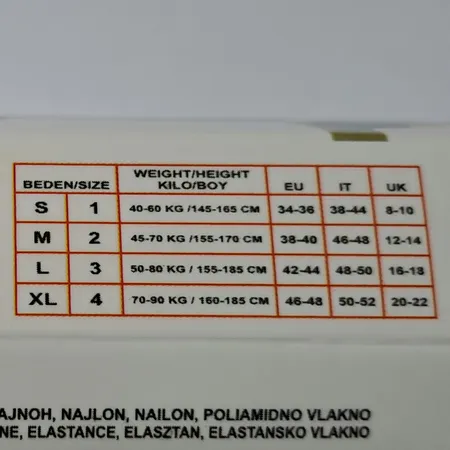 BEDEN/SIZE WEIGHT/HEIGHT KILO/BOY EU IT UK
S 1 40-60 KG /145-165 CM 34-36 38-44 8-10
M 2 45-70 KG /155-170 CM 38-40 46-48 12-14
L 3 50-80 KG / 155-185 CM 42-44 48-50 16-18
XL 4 70-90 KG / 160-185 CM 46-48 50-52 20-22
AJNOH, NAJLON, NAILON, POLIAMIDNO VLAKNO
NE, ELASTANCE, ELASZTAN, ELASTANSKO VLAKNO